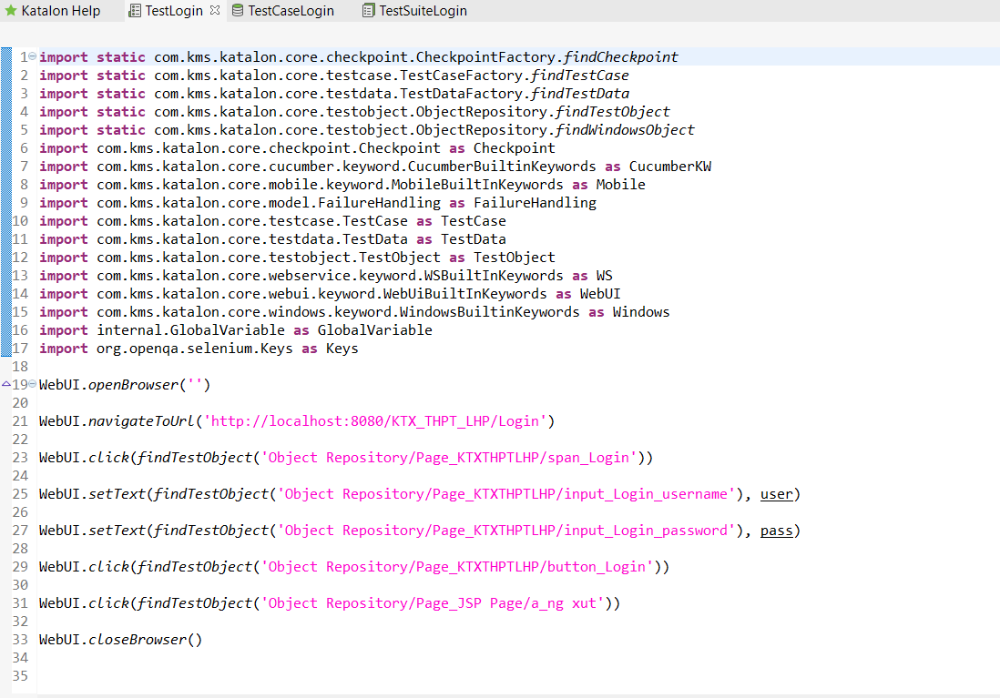 Katalon Help TestLogin TestCaseLogin TestSuiteLogin
1 import static com.kms.katalon.core.checkpoint.CheckpointFactory.findCheckpoint
2 import static com.kms.katalon.core.testcase.TestCaseFactory.findTestCase
3 import static com.kms.katalon.core.testdata.TestDataFactory.findTestData
4 import static com.kms.katalon.core.testobject.ObjectRepository.findTestObject
5 import static com.kms.katalon.core.testobject.ObjectRepository.findWindowsObject
6 import com.kms.katalon.core.checkpoint.Checkpoint as Checkpoint
7 import com.kms.katalon.core.cucumber.keyword.CucumberBuiltinKeywords as CucumberKW
8 import com.kms.katalon.core.mobile.keyword.MobileBuiltInKeywords as Mobile
9 import com.kms.katalon.core.model.FailureHandling as FailureHandling
10 import com.kms.katalon.core.testcase.TestCase as TestCase
11 import com.kms.katalon.core.testdata.TestData as TestData
12 import com.kms.katalon.core.testobject.TestObject as TestObject
13 import com.kms.katalon.core.webservice.keyword.WSBuiltInKeywords as WS
14 import com.kms.katalon.core.webui.keyword.WebUiBuiltInKeywords as WebUI
15 import com.kms.katalon.core.windows.keyword.WindowsBuiltinKeywords as Windows
16 import internal.GlobalVariable as GlobalVariable
17 import org.openqa.selenium.Keys as Keys
18
19 WebUI.openBrowser('')
20
21 WebUI.navigateToUrl('http://localhost:8080/KTX_THPT_LHP/Login')
22
23 WebUI.click(findTestObject('Object Repository/Page_KTXTHPTLHP/span_Login'))
24
25 WebUI.setText(findTestObject('Object Repository/Page_KTXTHPTLHP/input_Login_username'), user)
26
27 WebUI.setText(findTestObject('Object Repository/Page_KTXTHPTLHP/input_Login_password'), pass)
28
29 WebUI.click(findTestObject('Object Repository/Page_KTXTHPTLHP/button_Login'))
30
31 WebUI.click(findTestObject('Object Repository/Page_JSP Page/a_ng xut'))
32
33 WebUI.closeBrowser()
34
35